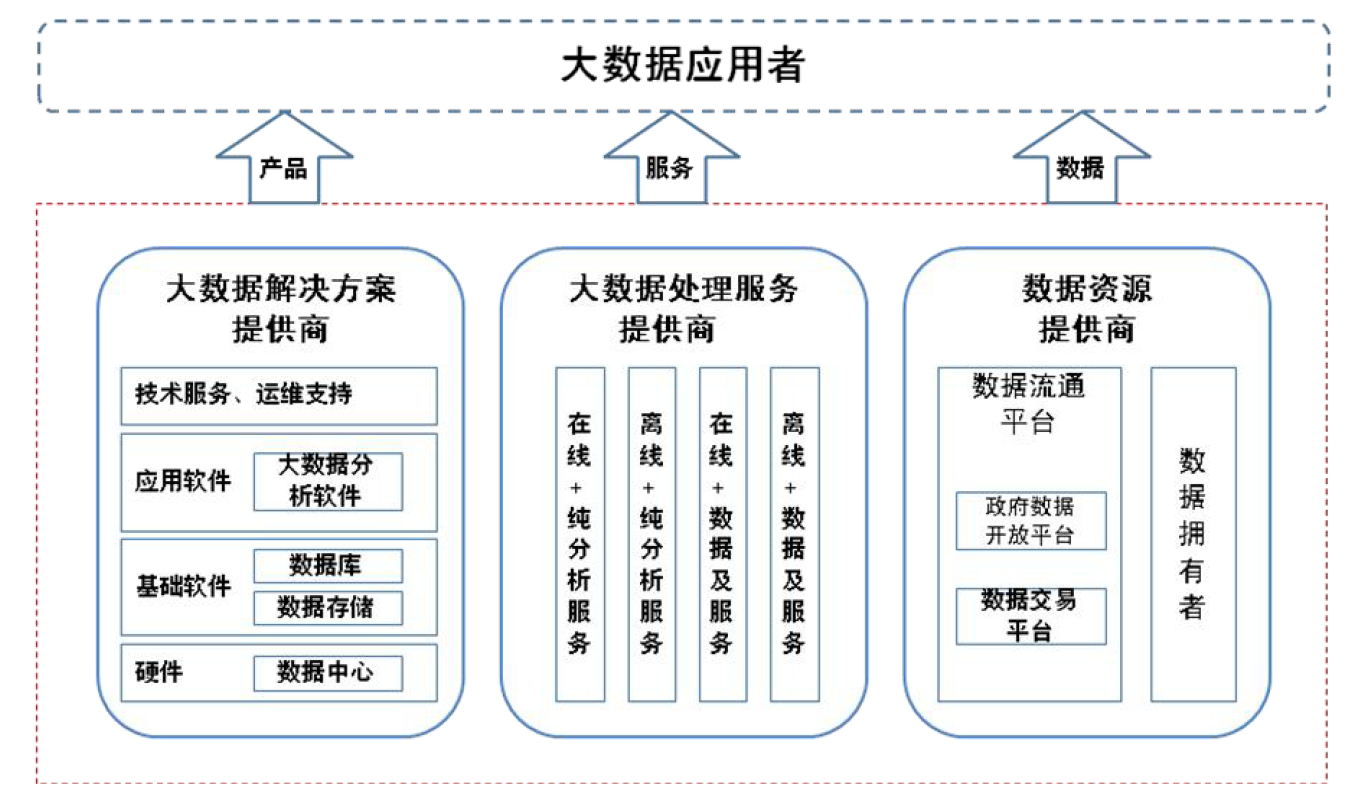 大数据应用者
产品
服务
数据
大数据解决方案
提供商
技术服务、运维支持
应用软件
大数据分
析软件
基础软件
数据库
数据存储
硬件
数据中心
大数据处理服务
提供商
在线+纯分析服务
离线+纯分析服务
在线+数据及服务
离线+数据及服务
数据资源
提供商
数据流通
平台
政府数据
开放平台
数据交易
平台
数据拥有者